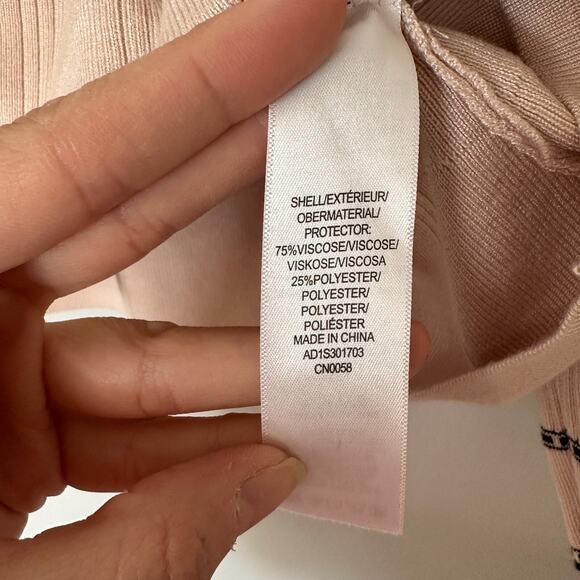 SHELL/EXTÉRIEUR/
OBERMATERIAL/
PROTECTOR:
75%VISCOSE/VISCOSE/
VISKOSE/VISCOSA
25%POLYESTER/
POLYESTER/
POLYESTER/
POLIÉSTER
MADE IN CHINA
AD1S301703
CN0058